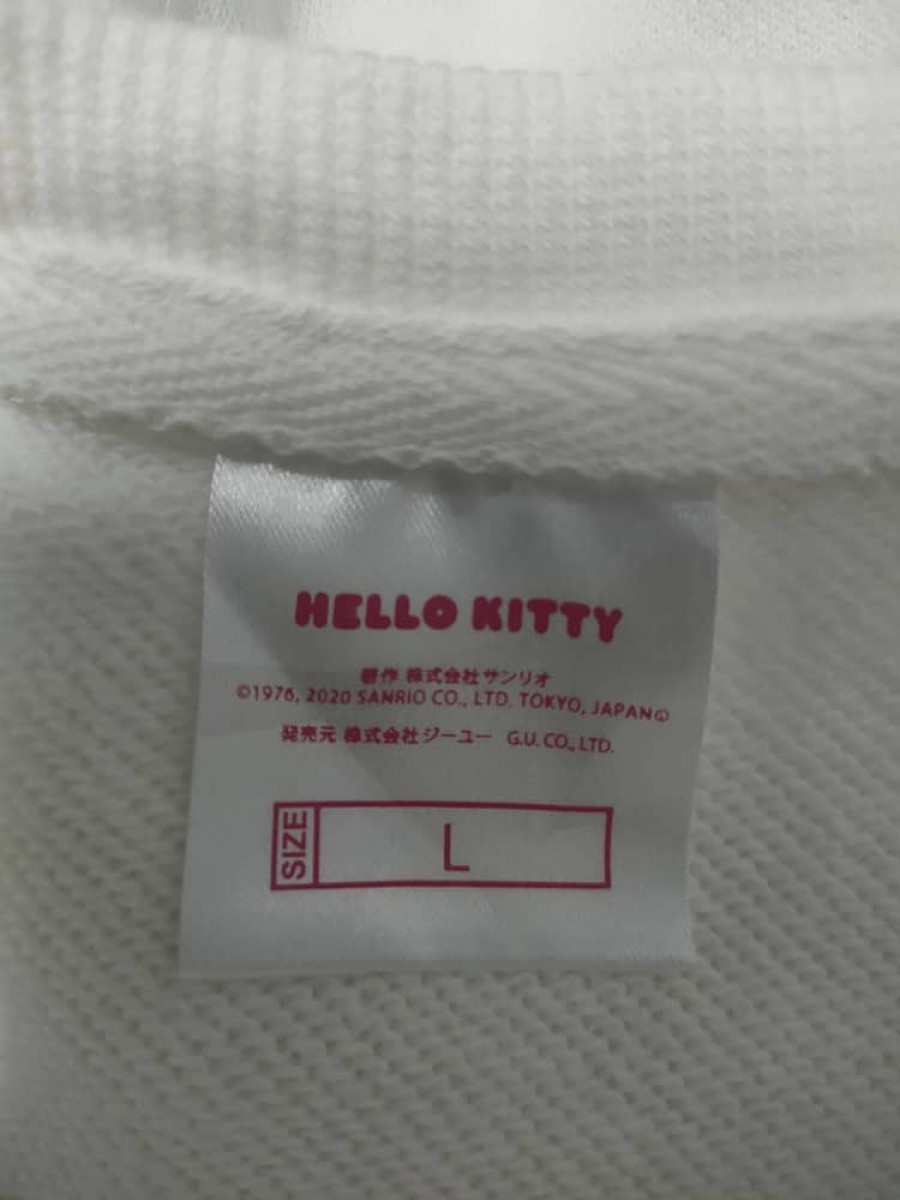 HELLO KITTY
著作 株式会社サンリオ
©1976, 2020 SANRIO CO., LTD. TOKYO, JAPAN Ⓛ
発売元 株式会社ジーユー G.U. CO., LTD.
SIZE L